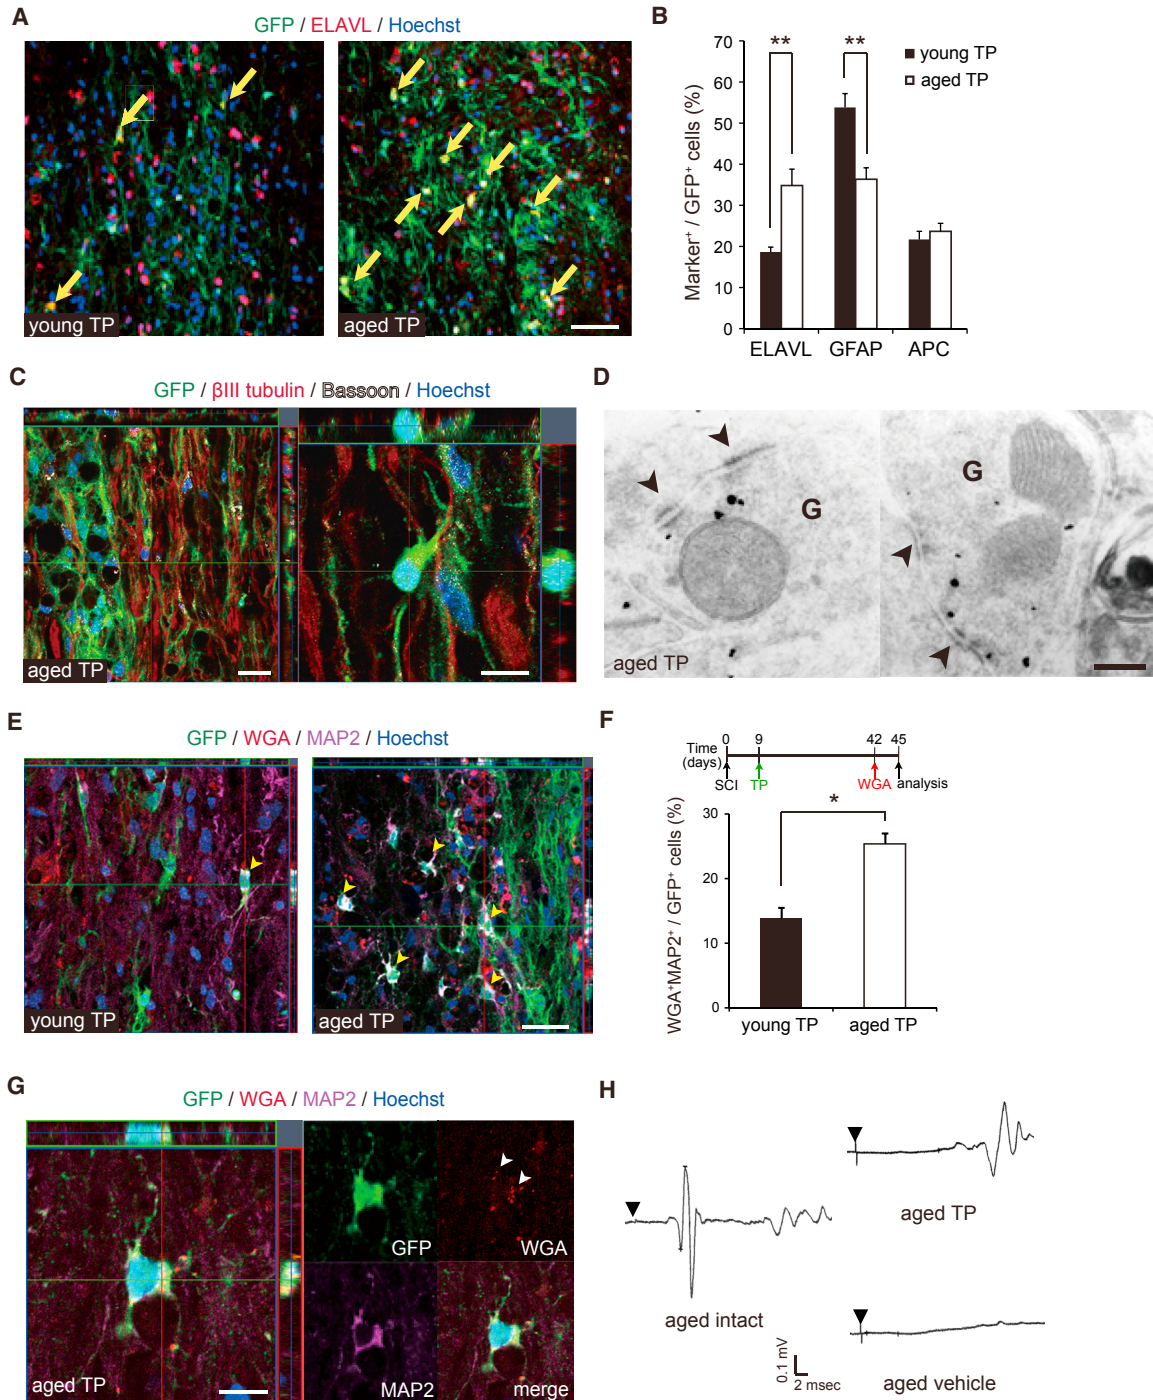 A
GFP / ELAVL / Hoechst
young TP
aged TP
B
Marker+ / GFP+ cells (%)
70
60
50
40
30
20
10
0
**
**
young TP
aged TP
ELAVL GFAP APC
C
GFP / βIII tubulin / Bassoon / Hoechst
aged TP
D
G
G
aged TP
E
GFP / WGA / MAP2 / Hoechst
young TP
aged TP
F
0 9 42 45
Time
(days)
SCI TP WGA analysis
WGA+MAP2+ / GFP+ cells (%)
30
20
10
0
*
young TP aged TP
G
GFP / WGA / MAP2 / Hoechst
aged TP
GFP
WGA
MAP2
merge
H
aged TP
aged intact
0.1 mV
2 msec
aged vehicle